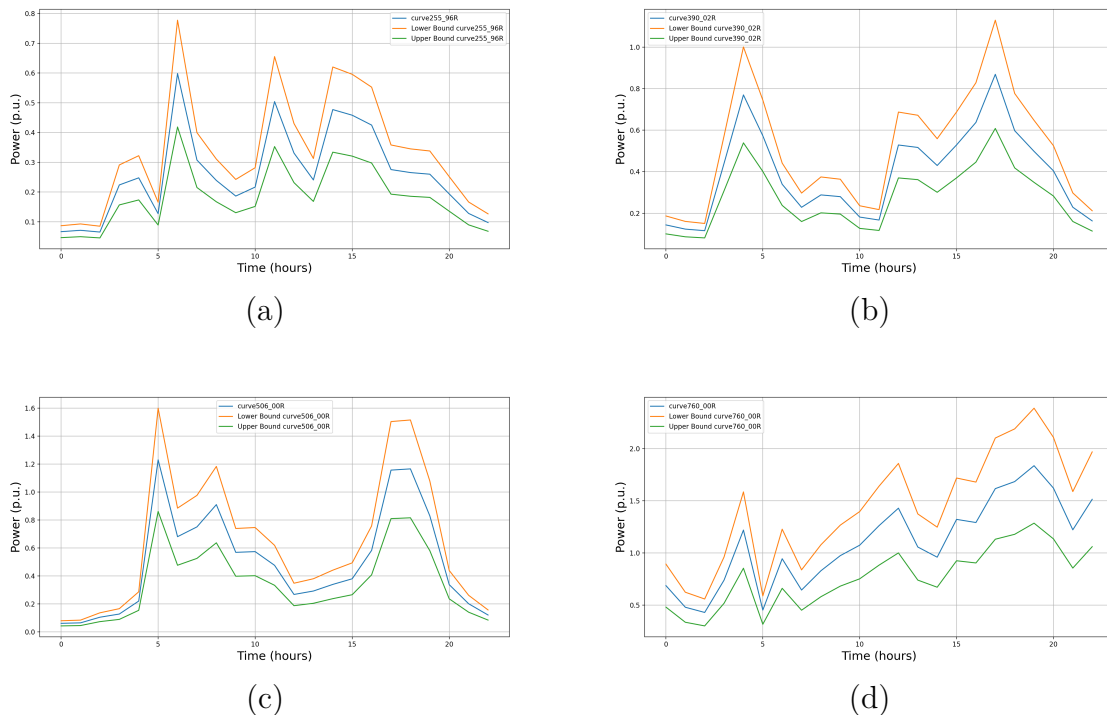 curve255_96R
Lower Bound curve255_96R
Upper Bound curve255_96R
0.8
0.7
0.6
0.5
0.4
0.3
0.2
0.1
Power (p.u.)
0 5 10 15 20
Time (hours)
(a)
curve390_02R
Lower Bound curve390_02R
Upper Bound curve390_02R
1.0
0.8
0.6
0.4
0.2
Power (p.u.)
0 5 10 15 20
Time (hours)
(b)
curve506_00R
Lower Bound curve506_00R
Upper Bound curve506_00R
1.6
1.4
1.2
1.0
0.8
0.6
0.4
0.2
0.0
Power (p.u.)
0 5 10 15 20
Time (hours)
(c)
curve760_00R
Lower Bound curve760_00R
Upper Bound curve760_00R
2.0
1.5
1.0
0.5
Power (p.u.)
0 5 10 15 20
Time (hours)
(d)